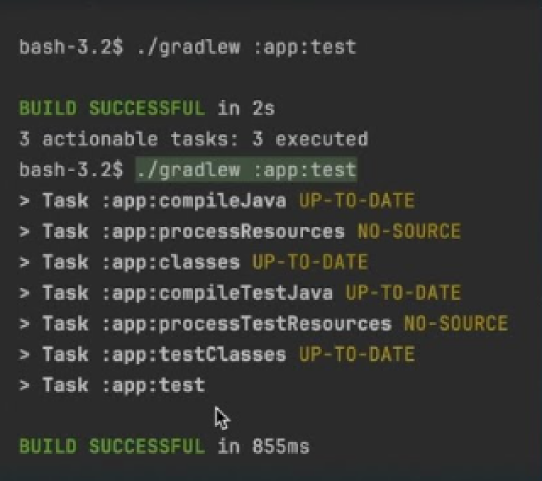 bash-3.2$ ./gradlew :app:test
BUILD SUCCESSFUL in 2s
3 actionable tasks: 3 executed
bash-3.2$ ./gradlew :app:test
> Task :app:compileJava UP-TO-DATE
> Task :app:processResources NO-SOURCE
> Task :app:classes UP-TO-DATE
> Task :app:compileTestJava UP-TO-DATE
> Task :app:processTestResources NO-SOURCE
> Task :app:testClasses UP-TO-DATE
> Task :app:test
BUILD SUCCESSFUL in 855ms